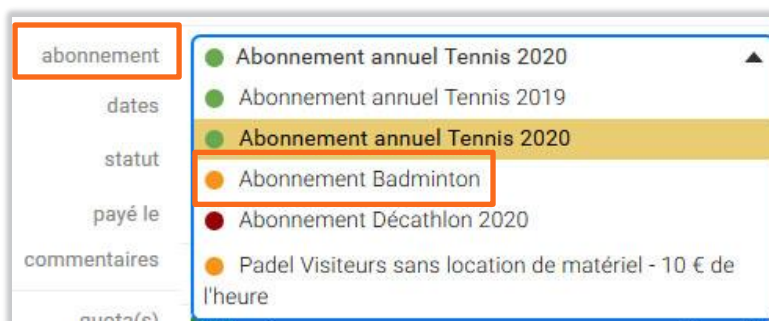 abonnement
Abonnement annuel Tennis 2020
Abonnement annuel Tennis 2019
dates
Abonnement annuel Tennis 2020
statut
Abonnement Badminton
payé le
Abonnement Décathlon 2020
commentaires
Padel Visiteurs sans location de matériel - 10 € de
l'heure
quota(s)